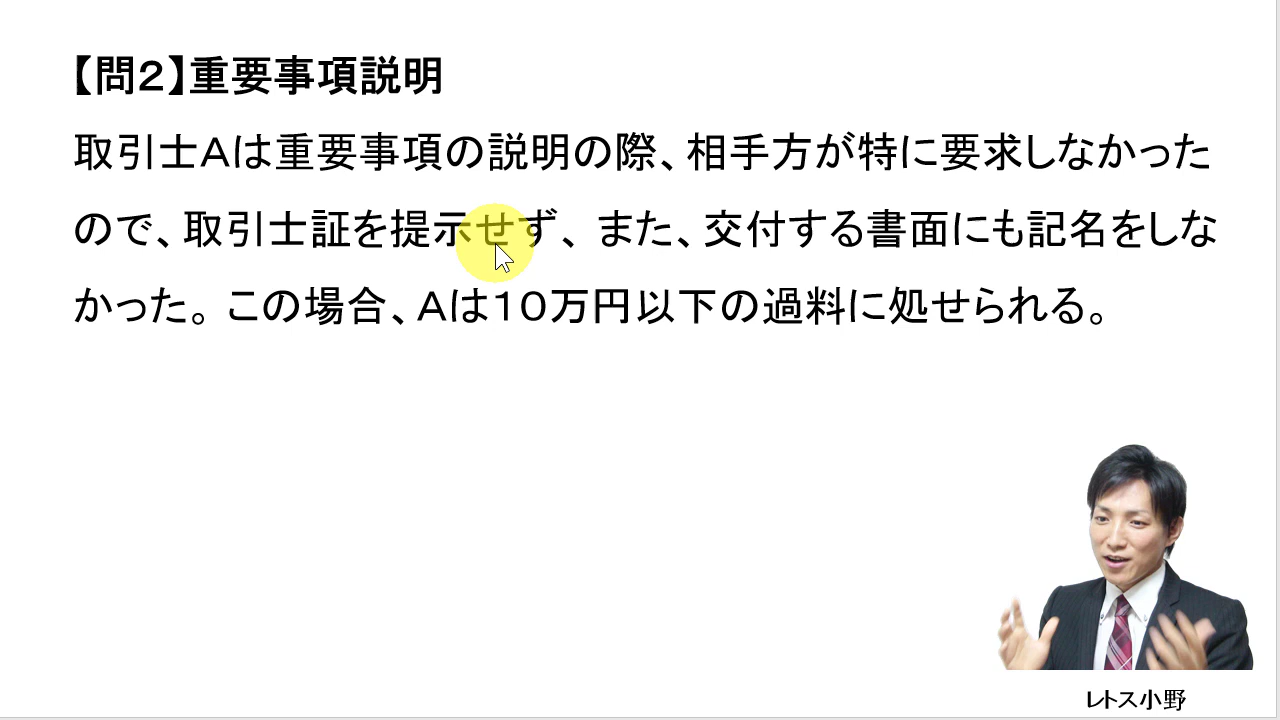 【問２】重要事項説明
取引士Ａは重要事項の説明の際、相手方が特に要求しなかった
ので、取引士証を提示せず、また、交付する書面にも記名をしな
かった。この場合、Ａは１０万円以下の過料に処せられる。
レトス小野